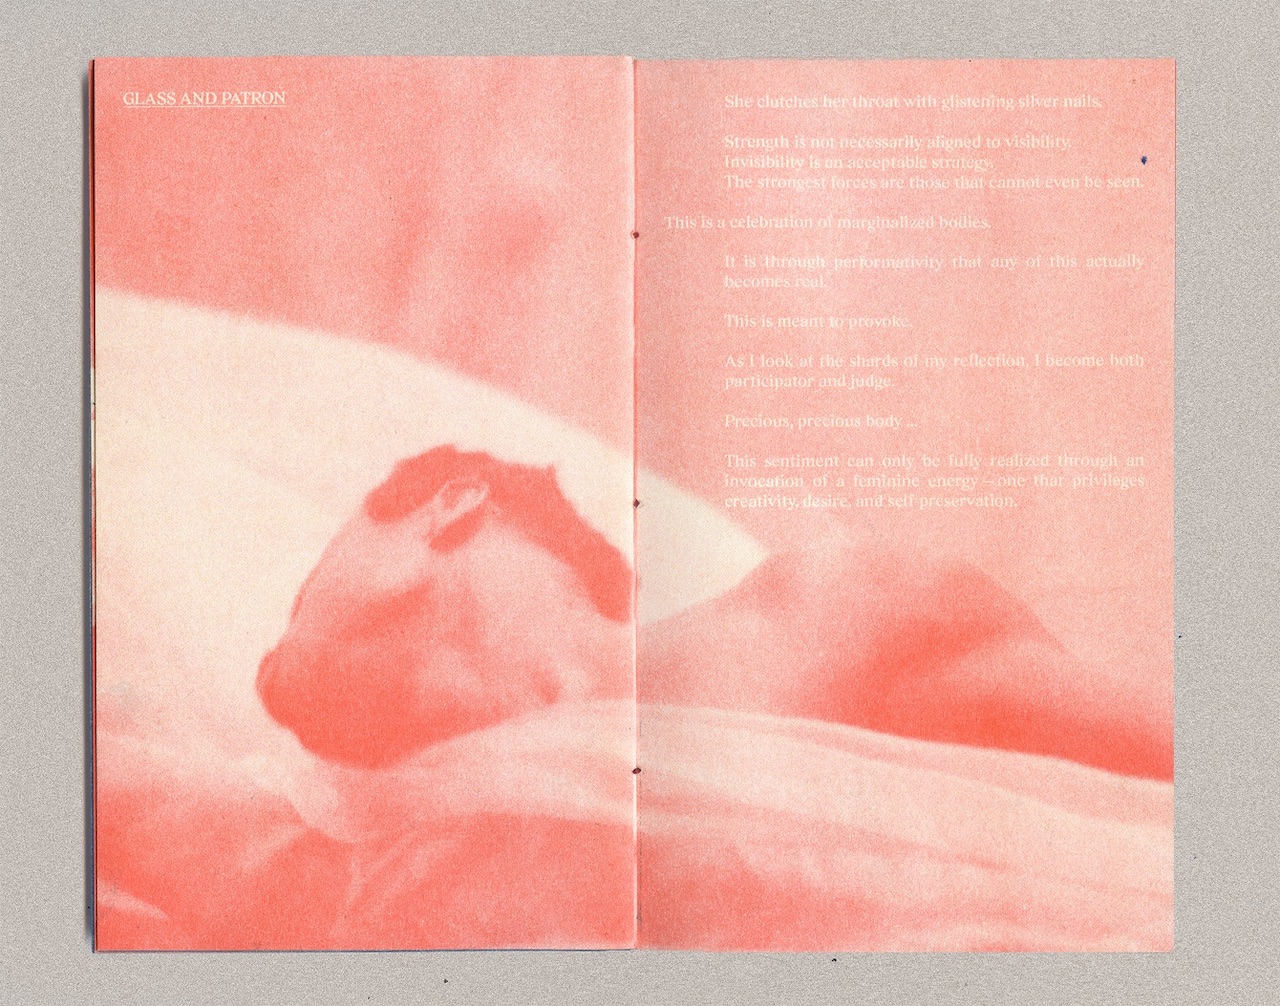 GLASS AND PATRON
She clutches her throat with glistening silver nails.
Strength is not necessarily aligned to visibility.
Invisibility is an acceptable strategy.
The strongest forces are those that cannot even be seen.
This is a celebration of marginalized bodies.
It is through performativity that any of this actually
becomes real.
This is meant to provoke.
As I look at the shards of my reflection, I become both
participator and judge.
Precious, precious body ...
This sentiment can only be fully realized through an
invocation of a feminine energy – one that privileges
creativity, desire, and self-preservation.